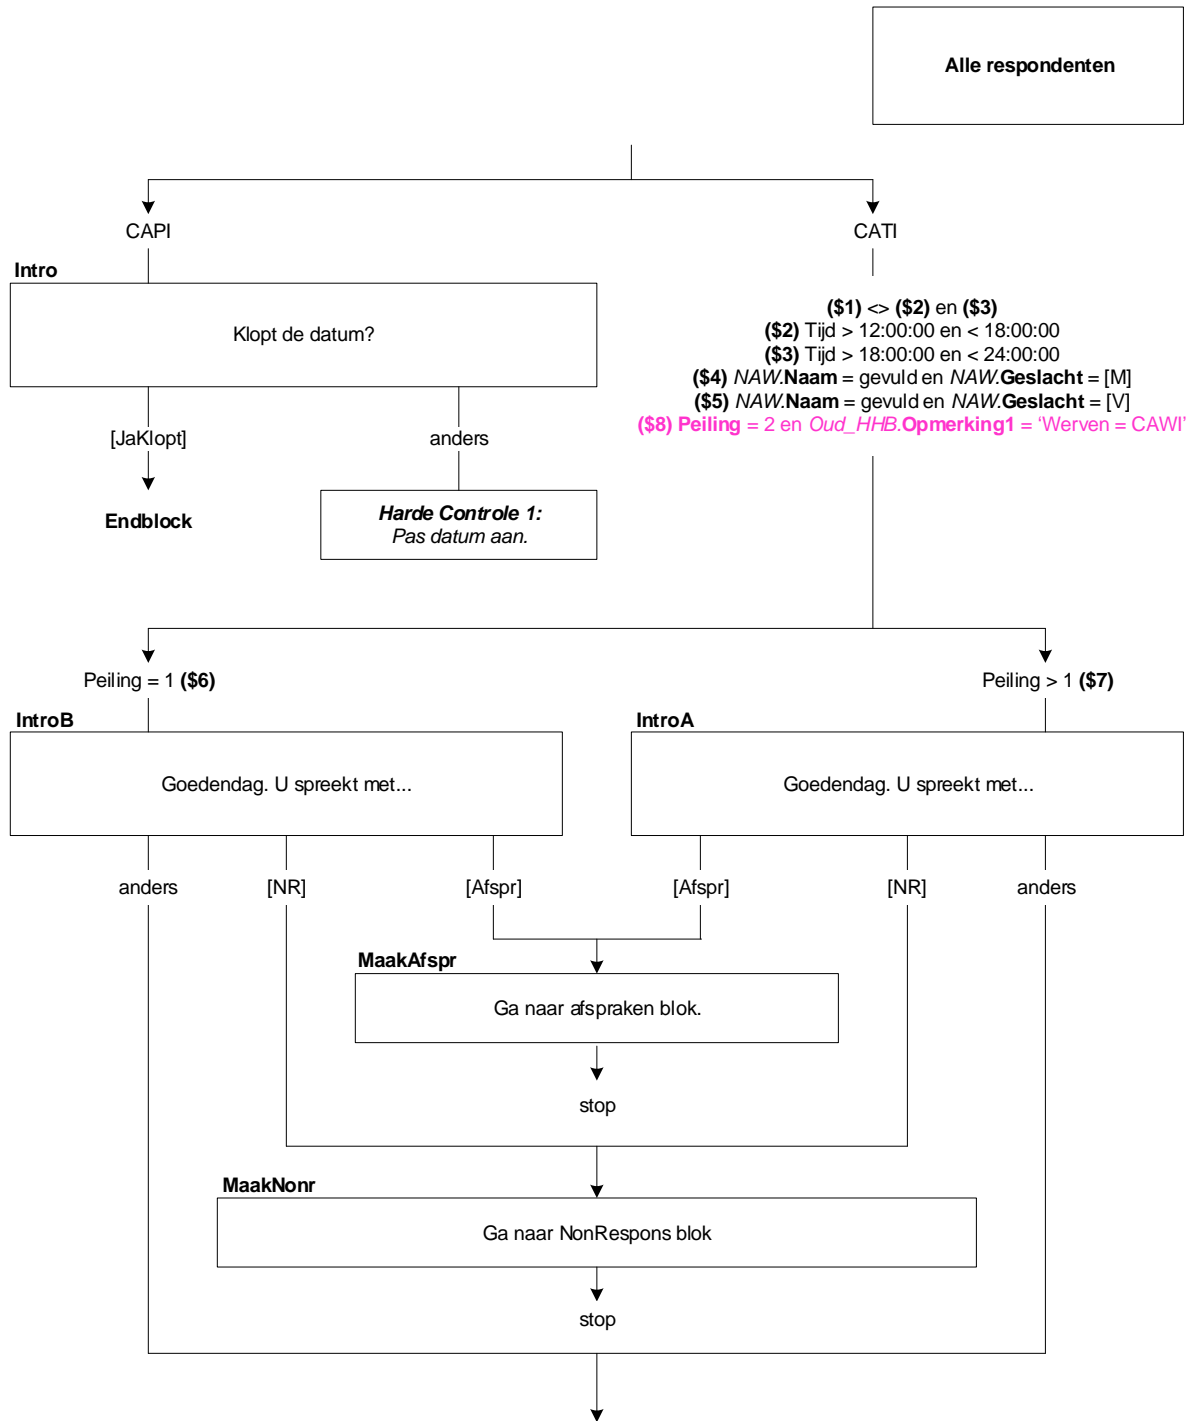 Alle respondenten
CAPI
CATI
Intro
Klopt de datum?
($1) <> ($2) en ($3)
($2) Tijd > 12:00:00 en < 18:00:00
($3) Tijd > 18:00:00 en < 24:00:00
($4) NAW.Naam = gevuld en NAW.Geslacht = [M]
($5) NAW.Naam = gevuld en NAW.Geslacht = [V]
($8) Peiling = 2 en Oud_HHB.Opmerking1 = ‘Werven = CAWI’
[JaKlopt]
anders
Endblock
Harde Controle 1:
Pas datum aan.
Peiling = 1 ($6)
Peiling > 1 ($7)
IntroB
IntroA
Goedendag. U spreekt met...
Goedendag. U spreekt met...
anders
[NR]
[Afspr]
[Afspr]
[NR]
anders
MaakAfspr
Ga naar afspraken blok.
stop
MaakNonr
Ga naar NonRespons blok
stop